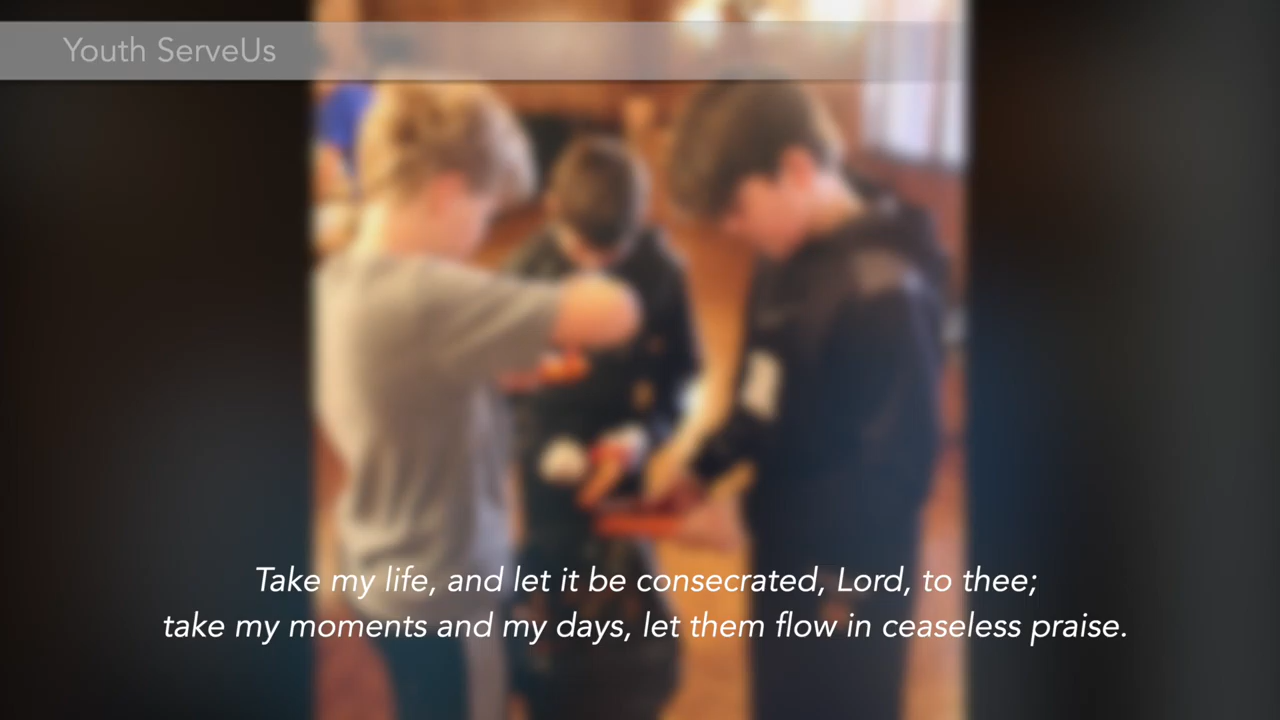 Youth ServeUs
Take my life, and let it be consecrated, Lord, to thee;
take my moments and my days, let them flow in ceaseless praise.